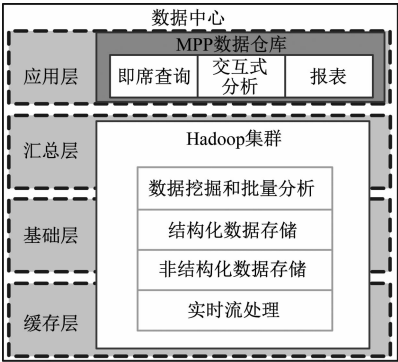 数据中心
MPP数据仓库
应用层
即席查询
交互式
分析
报表
汇总层
Hadoop集群
数据挖掘和批量分析
基础层
结构化数据存储
非结构化数据存储
缓存层
实时流处理